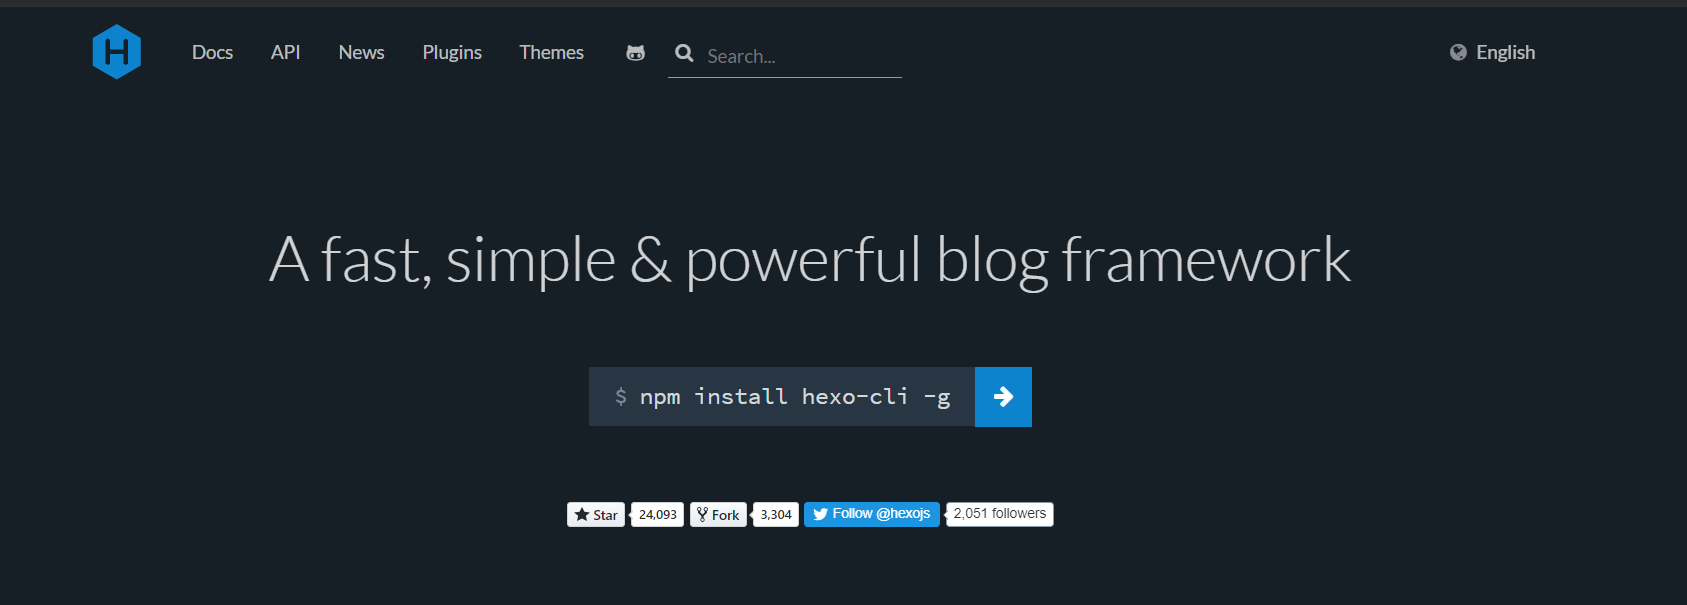 H Docs API News Plugins Themes Search... English
A fast, simple & powerful blog framework
$ npm install hexo-cli -g
Star 24,093 Fork 3,304 Follow @hexojs 2,051 followers